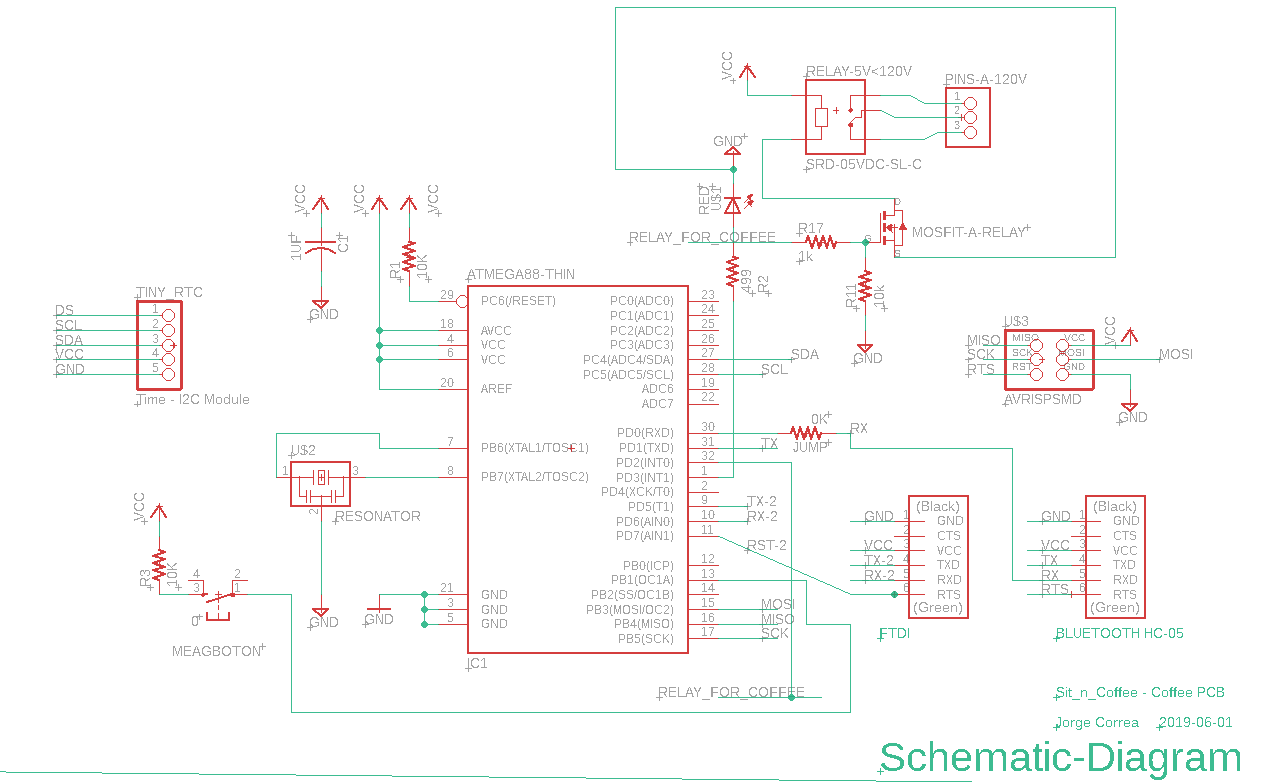 VCC
RELAY-5V<120V
PINS-A-120V
1
2
3
SRD-05VDC-SL-C
GND
VCC
1UF
C1
GND
VCC
VCC
R1
10K
RED
U$1
RELAY_FOR_COFFEE
R17
1k
D
G
S
MOSFIT-A-RELAY
499
R2
R11
10k
GND
TINY_RTC
DS
SCL
SDA
VCC
GND
1
2
3
4
5
Time - I2C Module
ATMEGA88-THIN
29 PC6(/RESET)
18 AVCC
4 VCC
6 VCC
20 AREF
7 PB6(XTAL1/TOSC1)
8 PB7(XTAL2/TOSC2)
21 GND
3 GND
5 GND
PC0(ADC0) 23
PC1(ADC1) 24
PC2(ADC2) 25
PC3(ADC3) 26
PC4(ADC4/SDA) 27 SDA
PC5(ADC5/SCL) 28 SCL
ADC6 19
ADC7 22
PD0(RXD) 30
PD1(TXD) 31 TX
PD2(INT0) 32
PD3(INT1) 1
PD4(XCK/T0) 2
PD5(T1) 9 TX-2
PD6(AIN0) 10 RX-2
PD7(AIN1) 11 RST-2
PB0(ICP) 12
PB1(OC1A) 13
PB2(SS/OC1B) 14
PB3(MOSI/OC2) 15 MOSI
PB4(MISO) 16 MISO
PB5(SCK) 17 SCK
IC1
0K
JUMP
RX
U$3
MISO
SCK
RTS
MISO
SCK
RST
VCC
MOSI
GND
VCC
MOSI
GND
AVRISPSMD
U$2
1
3
2
RESONATOR
GND
GND
VCC
R3
10K
4
3
2
1
0
MEAGBOTON
RELAY_FOR_COFFEE
(Black)
GND 1 GND
2 CTS
VCC 3 VCC
TX-2 4 TXD
RX-2 5 RXD
6 RTS
(Green)
FTDI
(Black)
GND 1 GND
2 CTS
VCC 3 VCC
TX 4 TXD
RX 5 RXD
RTS 6 RTS
(Green)
BLUETOOTH HC-05
Sit_n_Coffee - Coffee PCB
Jorge Correa 2019-06-01
Schematic-Diagram